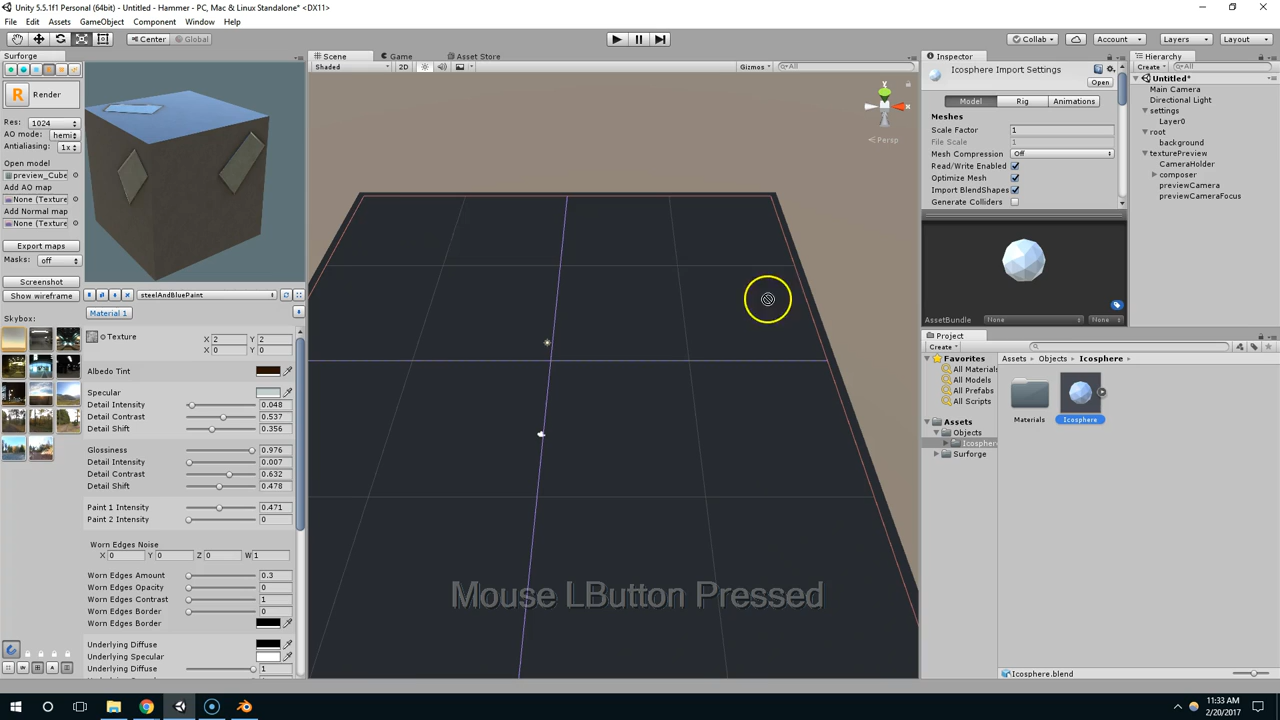 Unity 5.5.1f1 Personal (64bit) - Untitled - Hammer - PC, Mac & Linux Standalone* <DX11>
File Edit Assets GameObject Component Window Help
Center Global
Collab Account Layers Layout
Surforge
R Render
Res: 1024
AO mode: hemi
Antialiasing: 1x
Open model
preview_Cube
Add AO map
None (Texture
Add Normal map
None (Texture
Export maps
Masks: off
Screenshot
Show wireframe
Skybox:
steelAndBluePaint
Material 1
Texture X 2 Y 2
X 0 Y 0
Albedo Tint
Specular
Detail Intensity 0.048
Detail Contrast 0.537
Detail Shift 0.356
Glossiness 0.976
Detail Intensity 0.007
Detail Contrast 0.632
Detail Shift 0.478
Paint 1 Intensity 0.471
Paint 2 Intensity 0
Worn Edges Noise
X 0 Y 0 Z 0 W 1
Worn Edges Amount 0.3
Worn Edges Opacity 0
Worn Edges Contrast 1
Worn Edges Border 0
Worn Edges Border
Underlying Diffuse
Underlying Specular
Underlying Diffuse 1
Scene Game Asset Store
Shaded 2D Gizmos All
Y
Persp
Mouse LButton Pressed
Inspector
Icosphere Import Settings
Open
Model Rig Animations
Meshes
Scale Factor 1
File Scale 1
Mesh Compression Off
Read/Write Enabled
Optimize Mesh
Import BlendShapes
Generate Colliders
AssetBundle None None
Hierarchy
Create All
Untitled*
Main Camera
Directional Light
settings
Layer0
root
background
texturePreview
CameraHolder
composer
previewCamera
previewCameraFocus
Project
Create
Favorites
All Materials
All Models
All Prefabs
All Scripts
Assets
Objects
Icosphere
Surforge
Assets Objects Icosphere
Materials Icosphere
Icosphere.blend
11:33 AM
2/20/2017